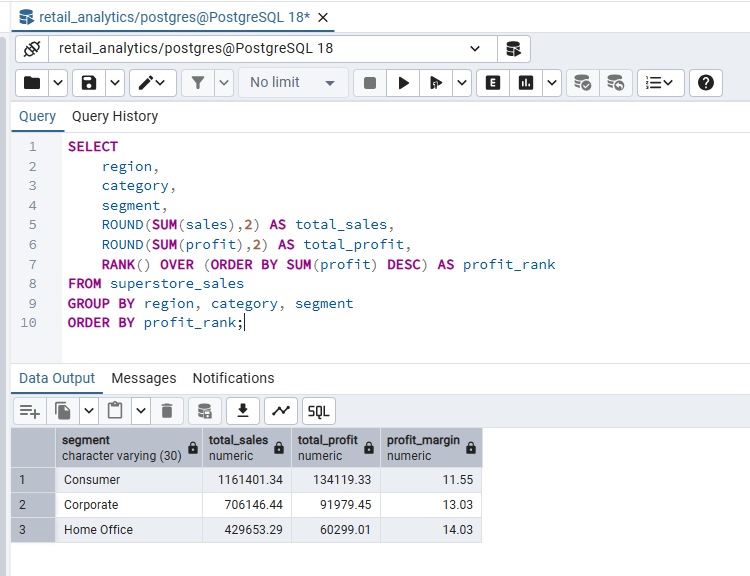 retail_analytics/postgres@PostgreSQL 18*
retail_analytics/postgres@PostgreSQL 18
No limit
E
Query Query History
1 SELECT
2 region,
3 category,
4 segment,
5 ROUND(SUM(sales),2) AS total_sales,
6 ROUND(SUM(profit),2) AS total_profit,
7 RANK() OVER (ORDER BY SUM(profit) DESC) AS profit_rank
8 FROM superstore_sales
9 GROUP BY region, category, segment
10 ORDER BY profit_rank;
Data Output Messages Notifications
SQL
segment total_sales total_profit profit_margin
character varying (30) numeric numeric numeric
1 Consumer 1161401.34 134119.33 11.55
2 Corporate 706146.44 91979.45 13.03
3 Home Office 429653.29 60299.01 14.03